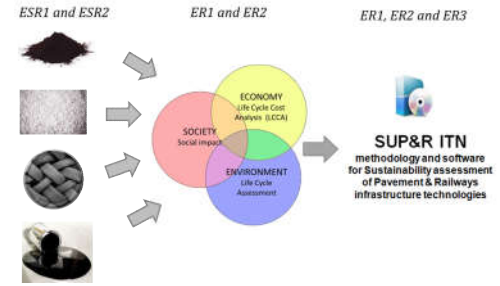 ESR1 and ESR2
ER1 and ER2
ER1, ER2 and ER3
ECONOMY
Life Cycle Cost
Analysis (LCCA)
SOCIETY
Social impact
ENVIRONMENT
Life Cycle
Assessment
SUP&R ITN
methodology and software
for Sustainability assessment
of Pavement & Railways
infrastructure technologies